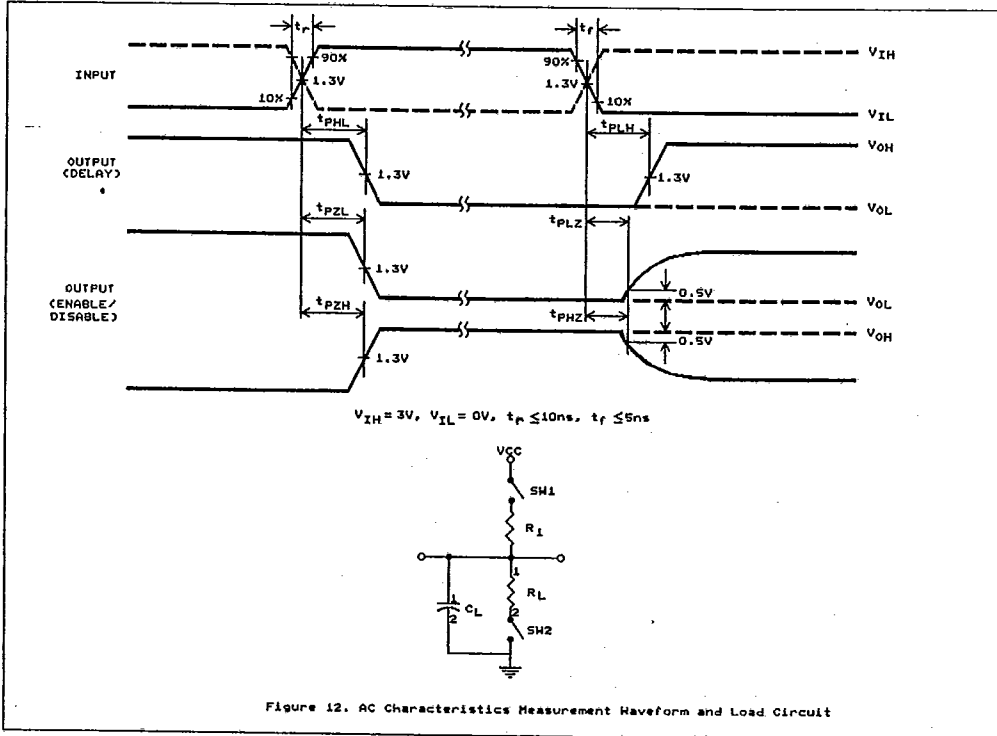 tr
tf
90%
90%
VIH
INPUT
1.3V
1.3V
10%
10%
VIL
tPHL
tPLH
VOH
OUTPUT
(DELAY)
1.3V
1.3V
VOL
tPZL
tPLZ
1.3V
0.5V
VOL
OUTPUT
(ENABLE/
DISABLE)
tPZH
tPHZ
VOH
0.5V
1.3V
VIH = 3V, VIL = 0V, tr ≤10ns, tf ≤5ns
VCC
SW1
R1
1
RL
1
CL
2
2
SW2
Figure 12. AC Characteristics Measurement Waveform and Load Circuit